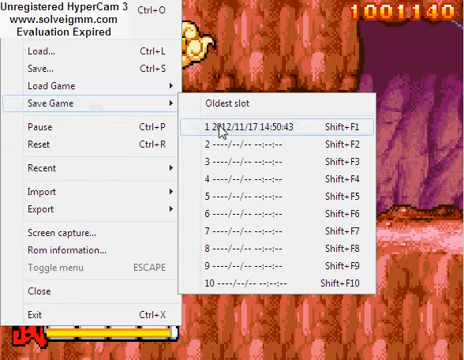 Unregistered HyperCam 3
www.solveigmm.com
Evaluation Expired
Ctrl+O
1001140
Load... Ctrl+L
Save... Ctrl+S
Load Game
Save Game
Oldest slot
Pause Ctrl+P
1 2012/11/17 14:50:43 Shift+F1
Reset Ctrl+R
2 ----/--/-- --:--:-- Shift+F2
3 ----/--/-- --:--:-- Shift+F3
Recent
4 ----/--/-- --:--:-- Shift+F4
Import
5 ----/--/-- --:--:-- Shift+F5
Export
6 ----/--/-- --:--:-- Shift+F6
Screen capture...
7 ----/--/-- --:--:-- Shift+F7
Rom information...
8 ----/--/-- --:--:-- Shift+F8
Toggle menu ESCAPE
9 ----/--/-- --:--:-- Shift+F9
Close
10 ----/--/-- --:--:-- Shift+F10
Exit Ctrl+X